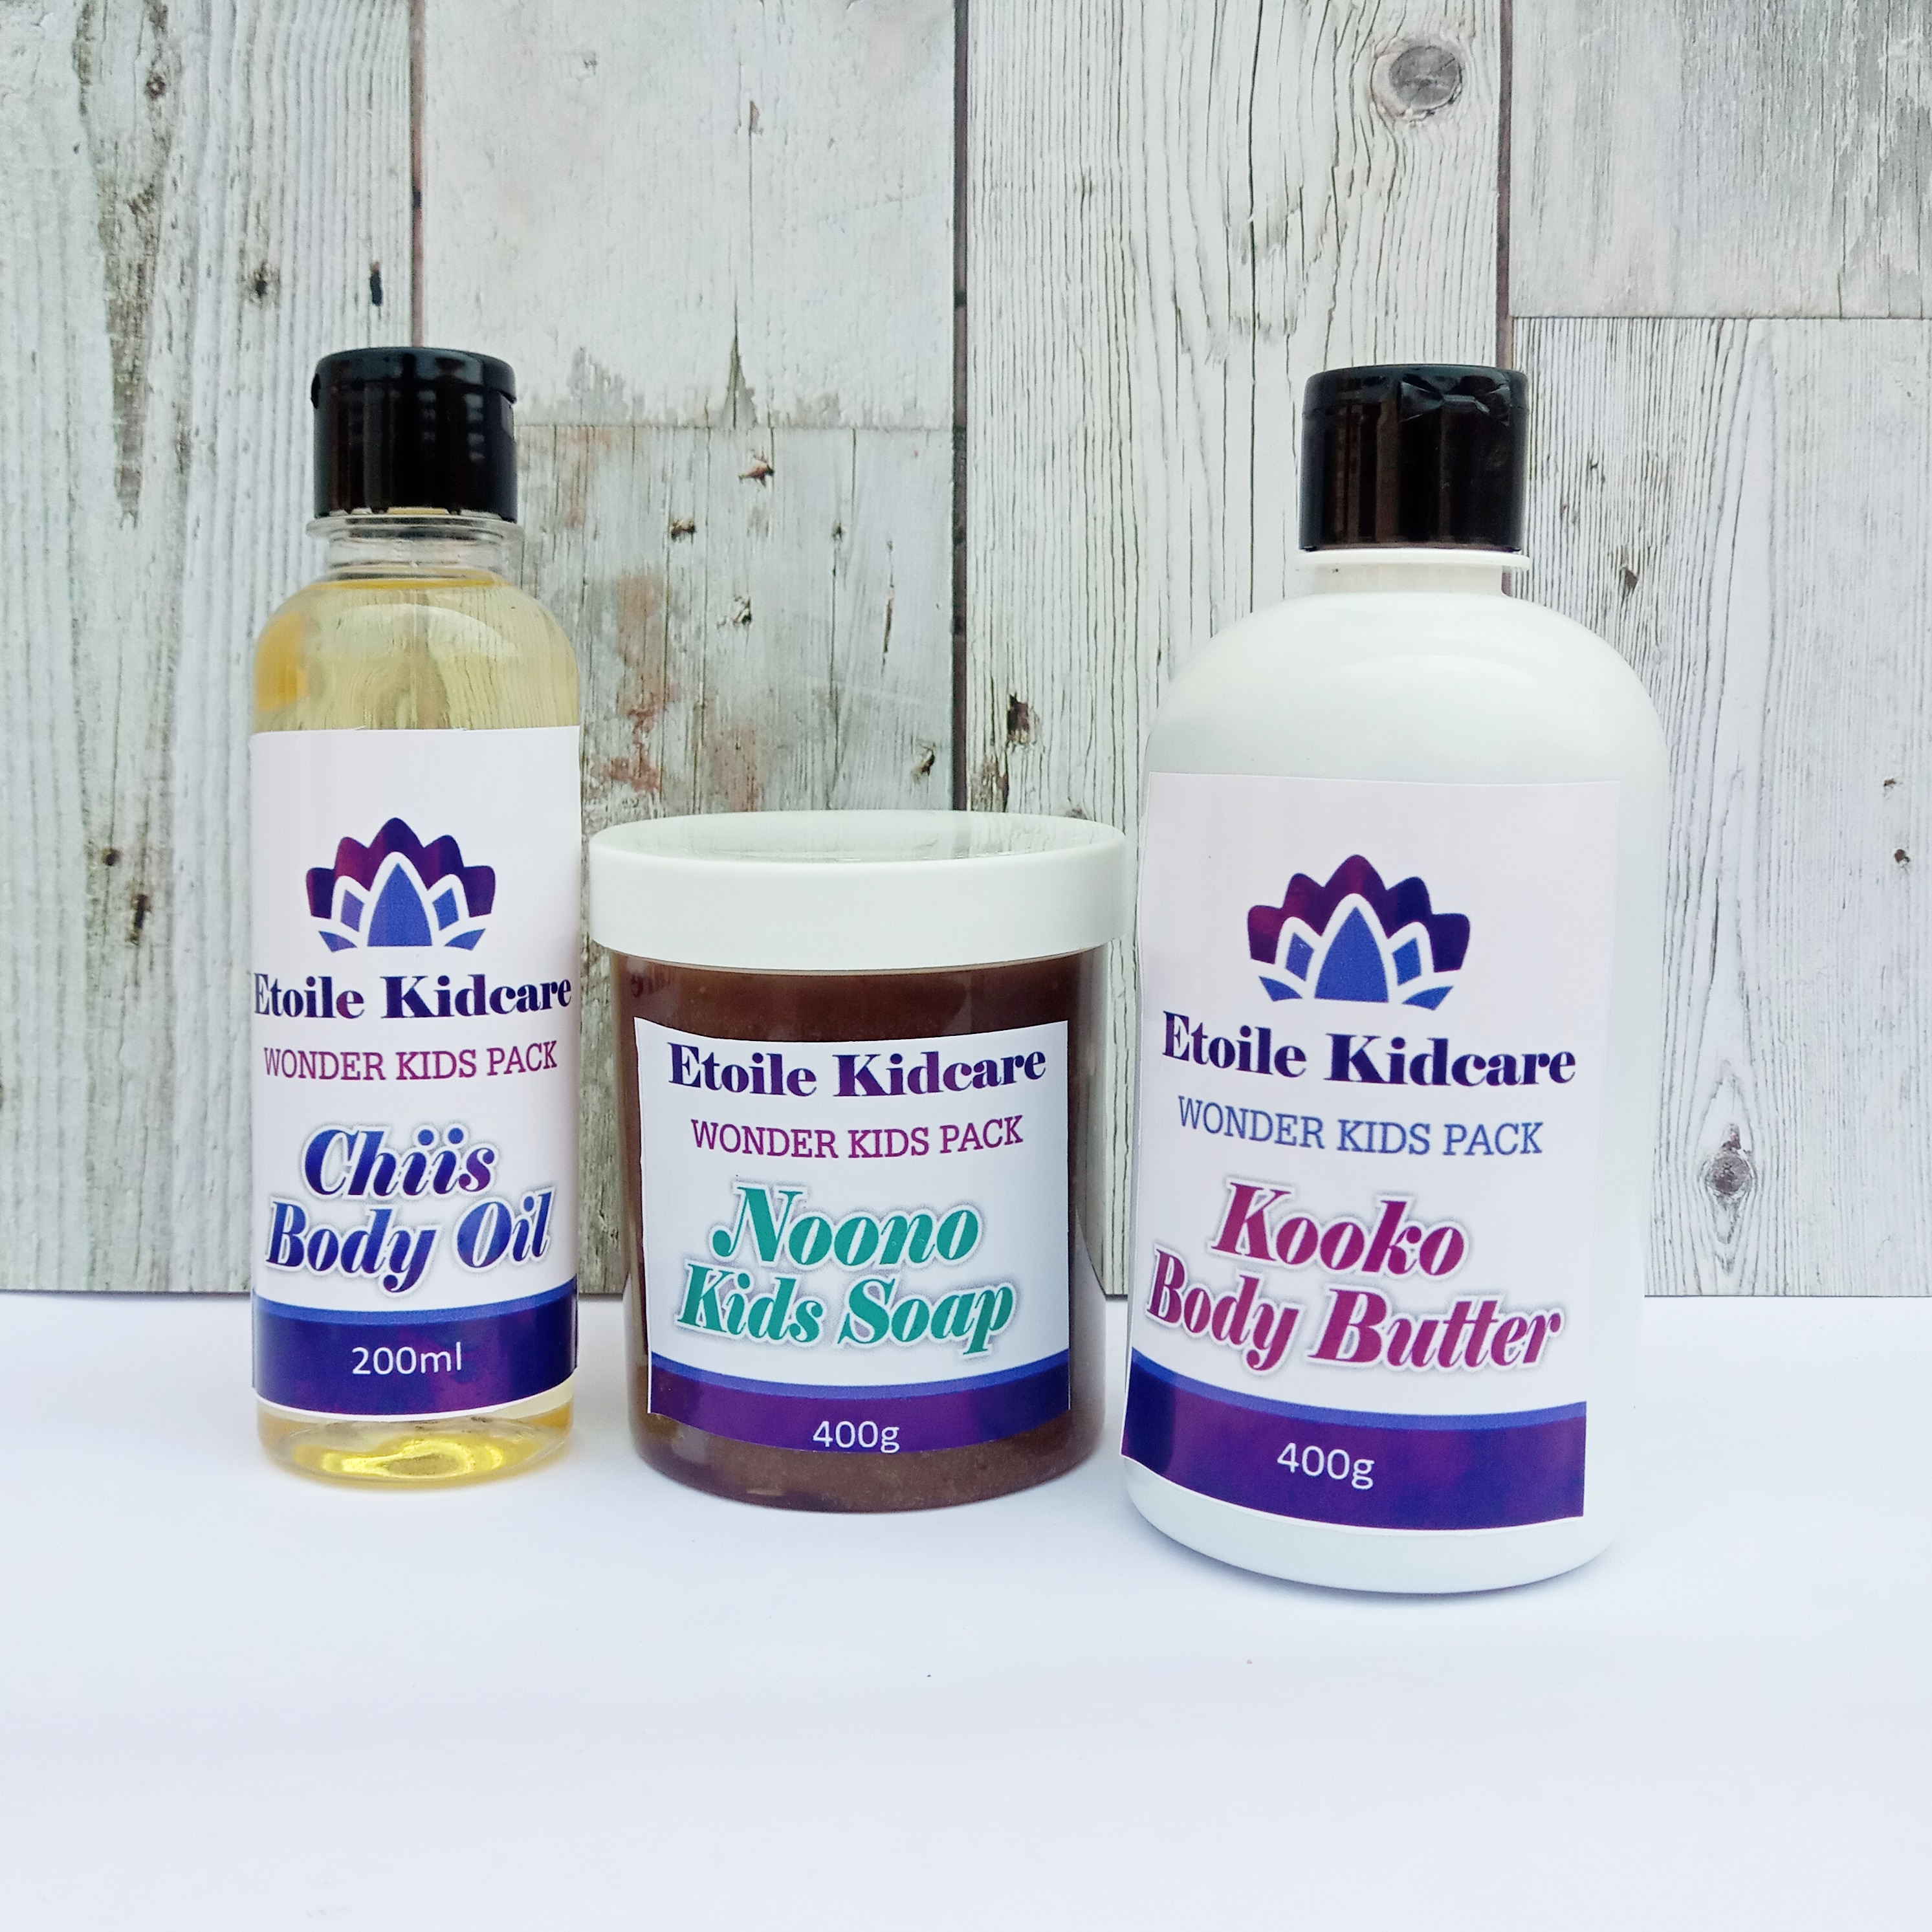 Etoile Kidcare
WONDER KIDS PACK
Chiis
Body Oil
200ml
Etoile Kidcare
WONDER KIDS PACK
Noono
Kids Soap
400g
Etoile Kidcare
WONDER KIDS PACK
Kooko
Body Butter
400g